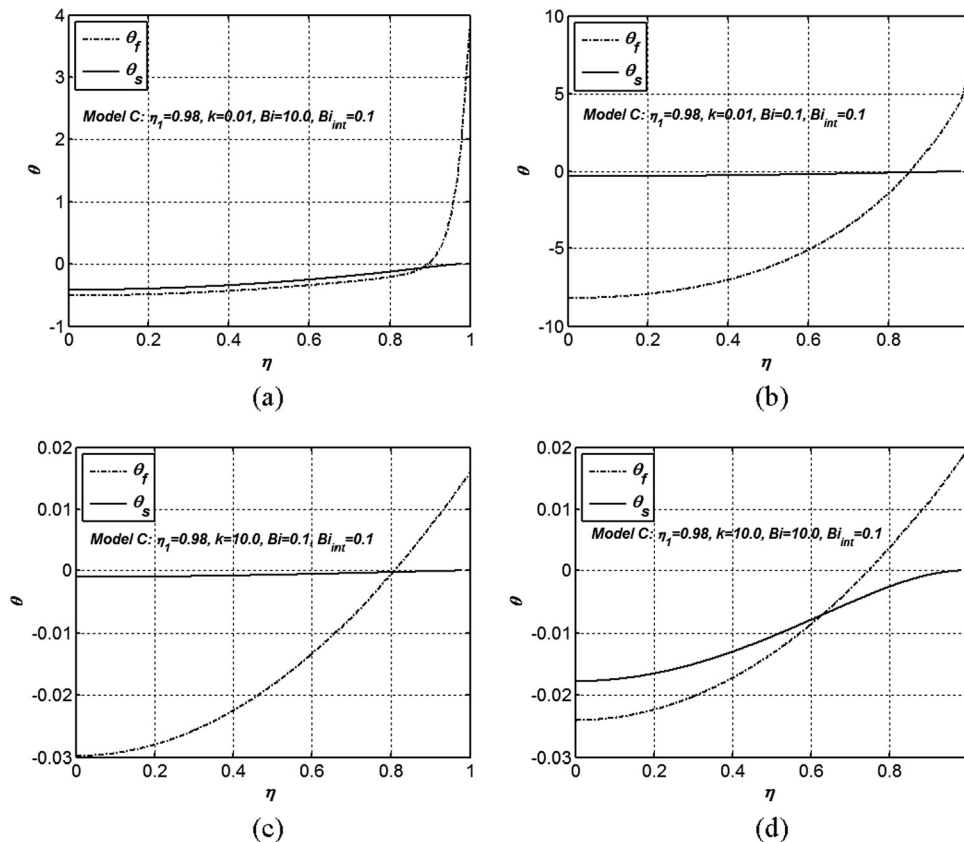 4
3
2
1
0
-1
θf
θs
Model C: η1=0.98, k=0.01, Bi=10.0, Biint=0.1
θ
0 0.2 0.4 0.6 0.8 1
η
(a)
10
5
0
-5
-10
θf
θs
Model C: η1=0.98, k=0.01, Bi=0.1, Biint=0.1
θ
0 0.2 0.4 0.6 0.8
η
(b)
0.02
0.01
0
-0.01
-0.02
-0.03
θf
θs
Model C: η1=0.98, k=10.0, Bi=0.1, Biint=0.1
θ
0 0.2 0.4 0.6 0.8 1
η
(c)
0.02
0.01
0
-0.01
-0.02
-0.03
θf
θs
Model C: η1=0.98, k=10.0, Bi=10.0, Biint=0.1
θ
0 0.2 0.4 0.6 0.8
η
(d)